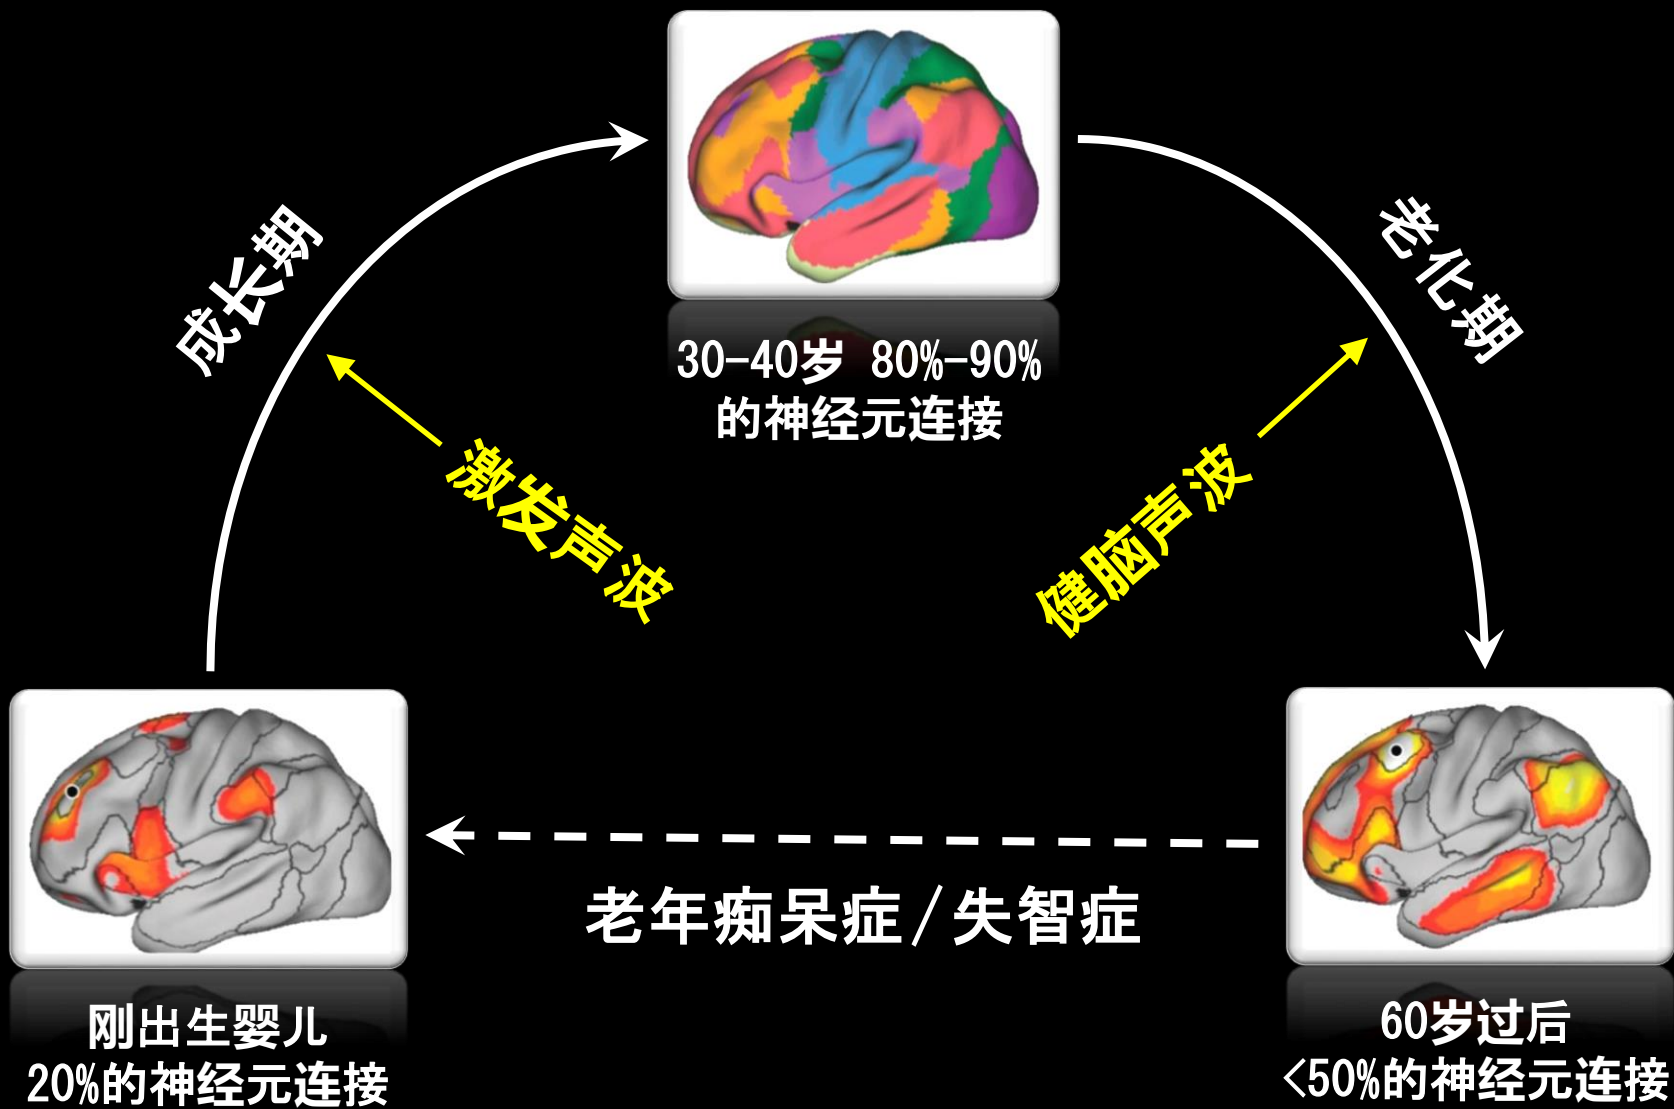 成长期
30-40岁 80%-90%
的神经元连接
老化期
激发声波
健脑声波
老年痴呆症/失智症
刚出生婴儿
20%的神经元连接
60岁过后
<50%的神经元连接